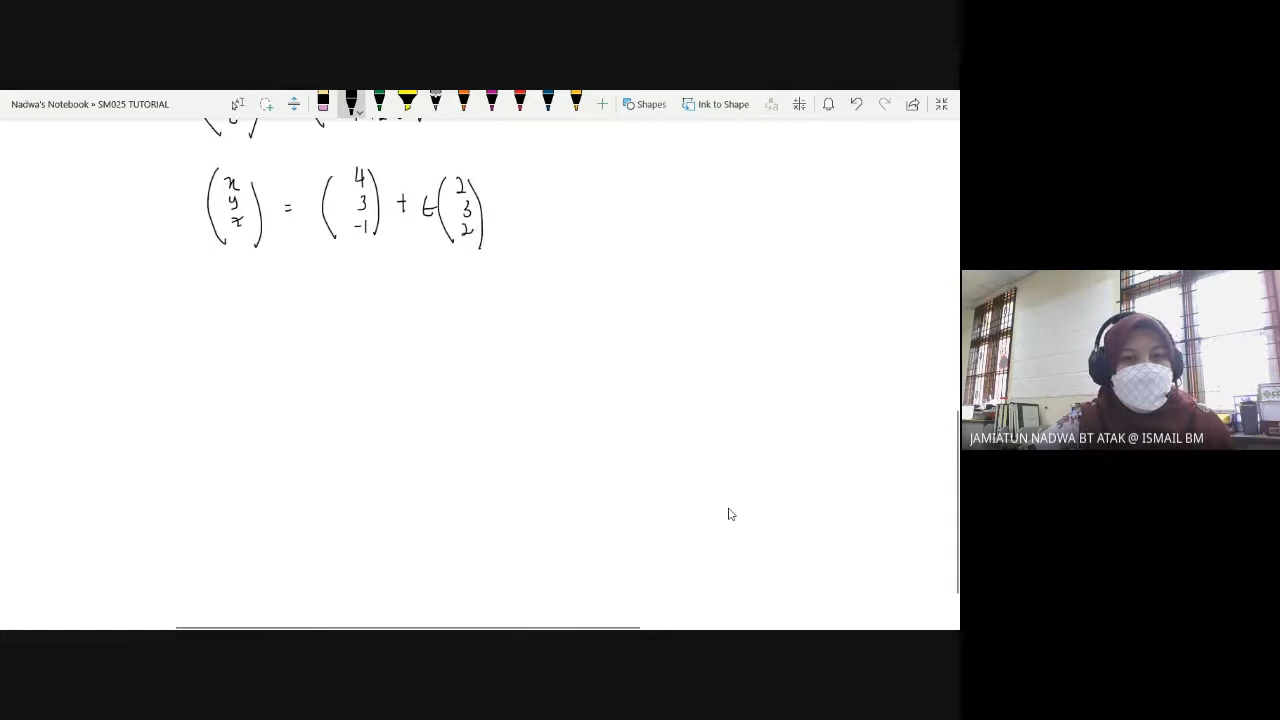 Nadwa's Notebook » SM025 TUTORIAL
Shapes
Ink to Shape
x 4 2
y = 3 + t 3
z -1 2
JAMIATUN NADWA BT ATAK @ ISMAIL BM